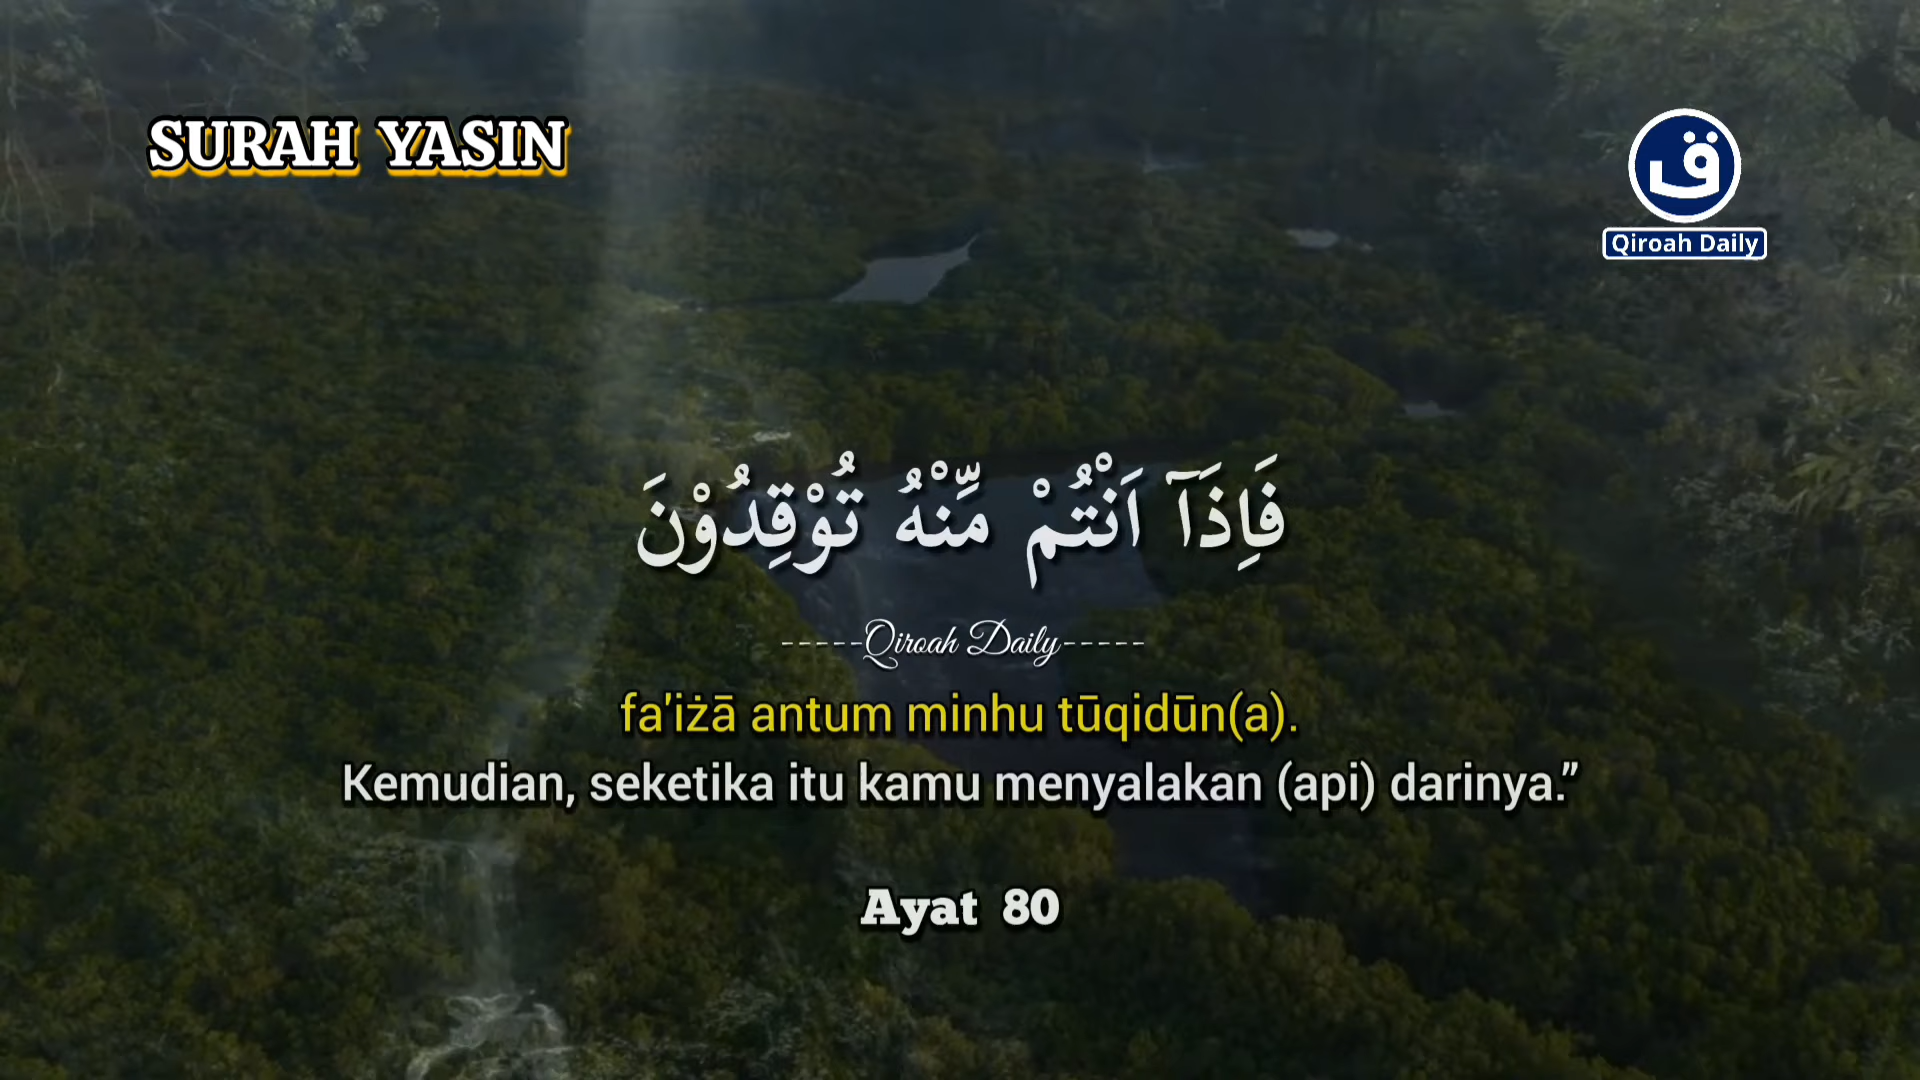 SURAH YASIN
ق
Qiroah Daily
فَاِذَآ اَنْتُمْ مِّنْهُ تُوْقِدُوْنَ
-----Qiroah Daily-----
fa'iżā antum minhu tūqidūn(a).
Kemudian, seketika itu kamu menyalakan (api) darinya.”
Ayat 80